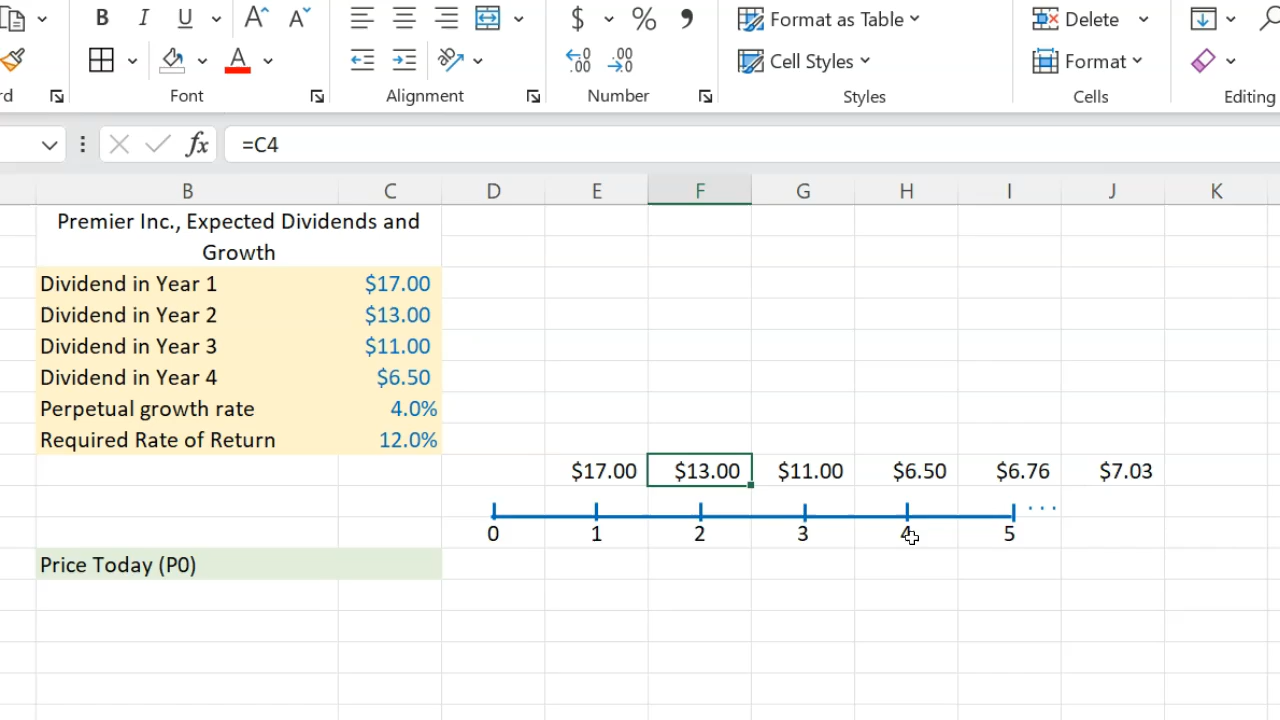 B I U A A $ % , Format as Table Delete
A .00 .00 Cell Styles Format
rd Font Alignment Number Styles Cells Editing
fx =C4
B C D E F G H I J K
Premier Inc., Expected Dividends and
Growth
Dividend in Year 1 $17.00
Dividend in Year 2 $13.00
Dividend in Year 3 $11.00
Dividend in Year 4 $6.50
Perpetual growth rate 4.0%
Required Rate of Return 12.0%
$17.00 $13.00 $11.00 $6.50 $6.76 $7.03
...
0 1 2 3 4 5
Price Today (P0)